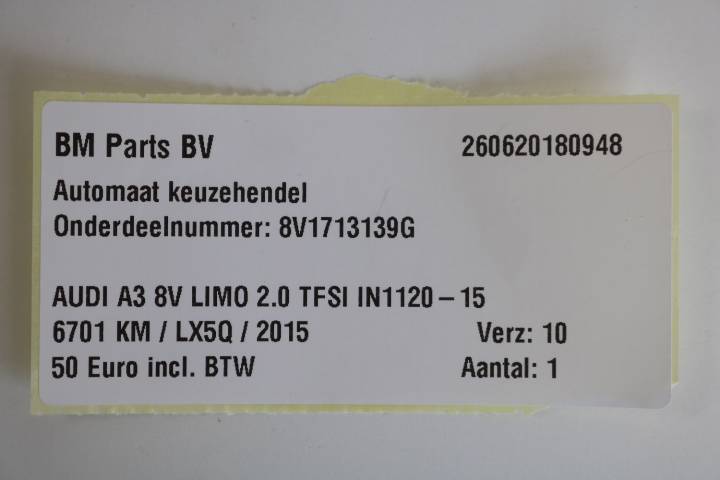 BM Parts BV 260620180948
Automaat keuzehendel
Onderdeelnummer: 8V1713139G
AUDI A3 8V LIMO 2.0 TFSI IN1120 – 15
6701 KM / LX5Q / 2015 Verz: 10
50 Euro incl. BTW Aantal: 1